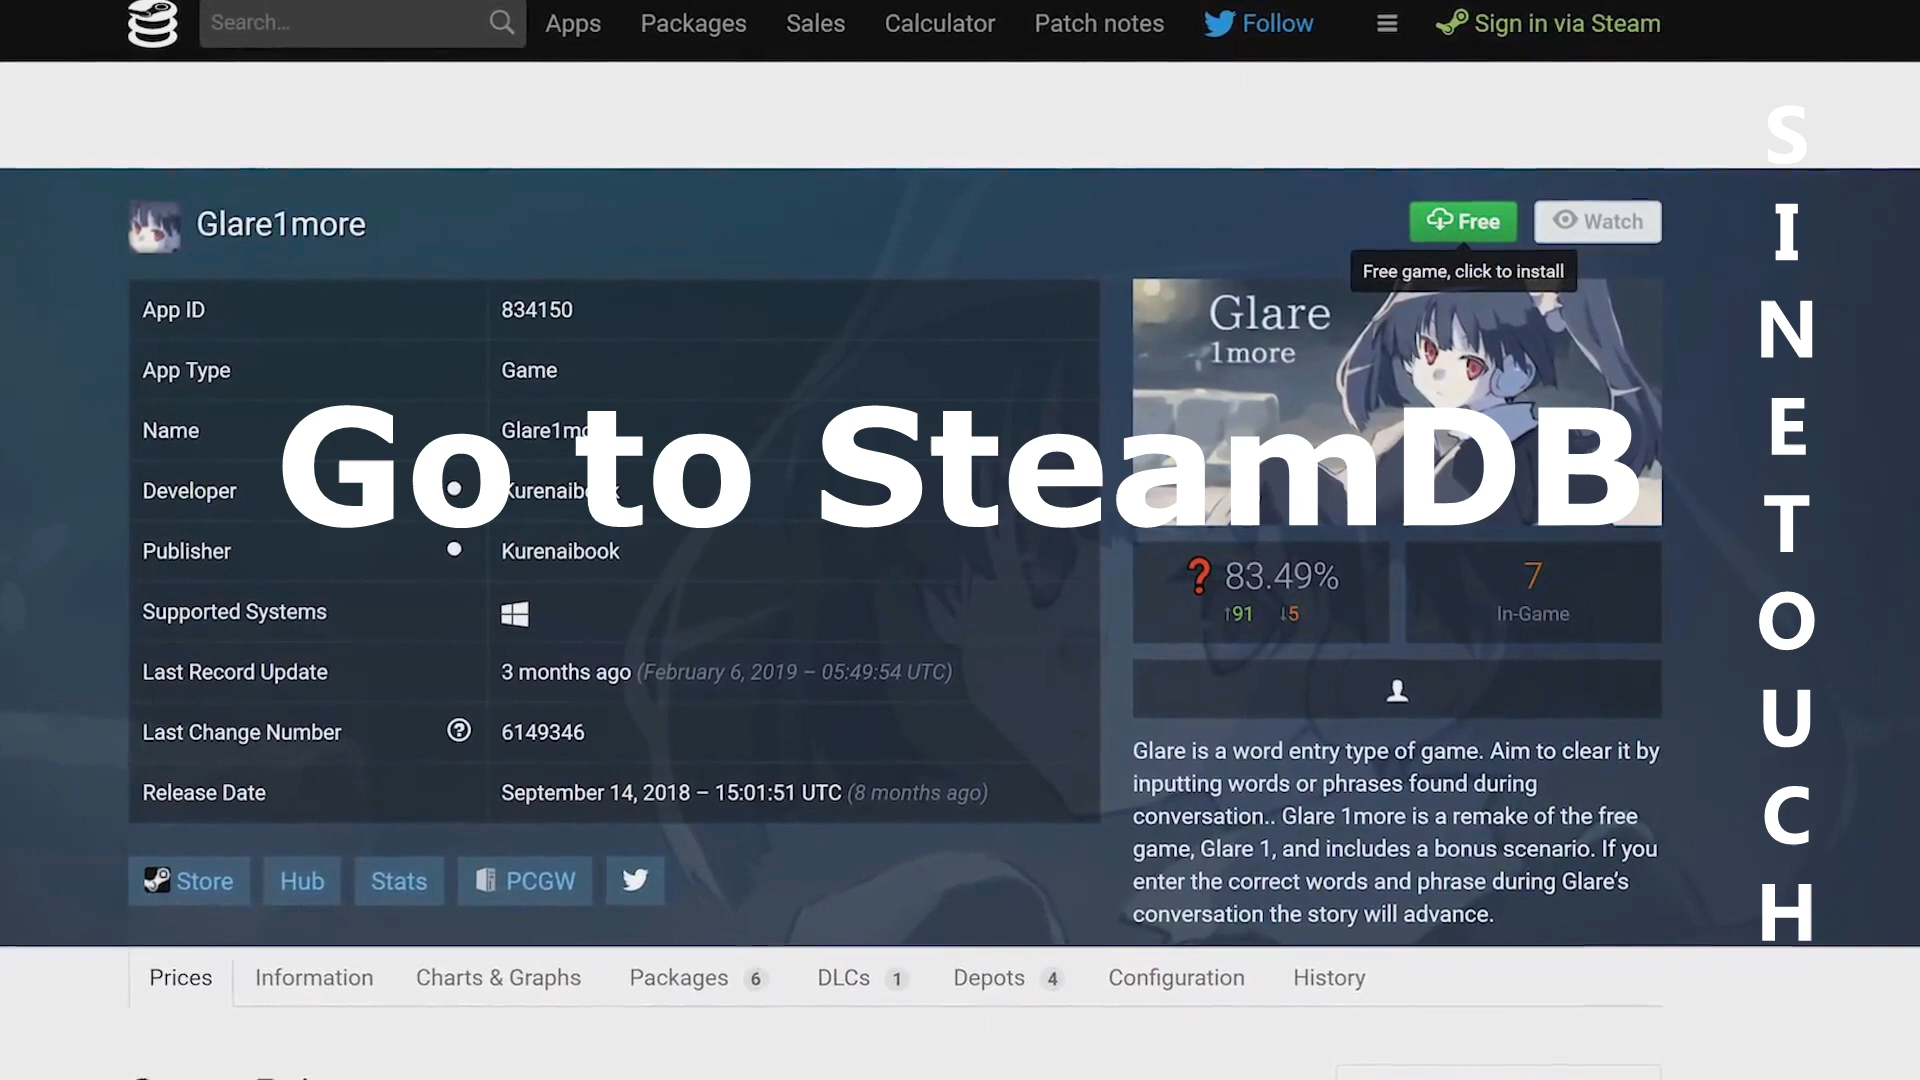 Search...
Apps
Packages
Sales
Calculator
Patch notes
Follow
Sign in via Steam
Glare1more
Free
Watch
Free game, click to install
App ID 834150
App Type Game
Name Glare1mo
Developer Kurenaibook
Publisher Kurenaibook
Supported Systems
Last Record Update 3 months ago (February 6, 2019 – 05:49:54 UTC)
Last Change Number 6149346
Release Date September 14, 2018 – 15:01:51 UTC (8 months ago)
Store
Hub
Stats
PCGW
Glare
1more
Go to SteamDB
83.49%
↑91 ↓5
7
In-Game
Glare is a word entry type of game. Aim to clear it by
inputting words or phrases found during
conversation.. Glare 1more is a remake of the free
game, Glare 1, and includes a bonus scenario. If you
enter the correct words and phrase during Glare's
conversation the story will advance.
Prices
Information
Charts & Graphs
Packages 6
DLCs 1
Depots 4
Configuration
History
S
I
N
E
T
O
U
C
H